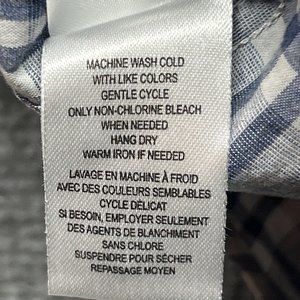 MACHINE WASH COLD
WITH LIKE COLORS
GENTLE CYCLE
ONLY NON-CHLORINE BLEACH
WHEN NEEDED
HANG DRY
WARM IRON IF NEEDED
LAVAGE EN MACHINE À FROID
AVEC DES COULEURS SEMBLABLES
CYCLE DÉLICAT
SI BESOIN, EMPLOYER SEULEMENT
DES AGENTS DE BLANCHIMENT
SANS CHLORE
SUSPENDRE POUR SÉCHER
REPASSAGE MOYEN